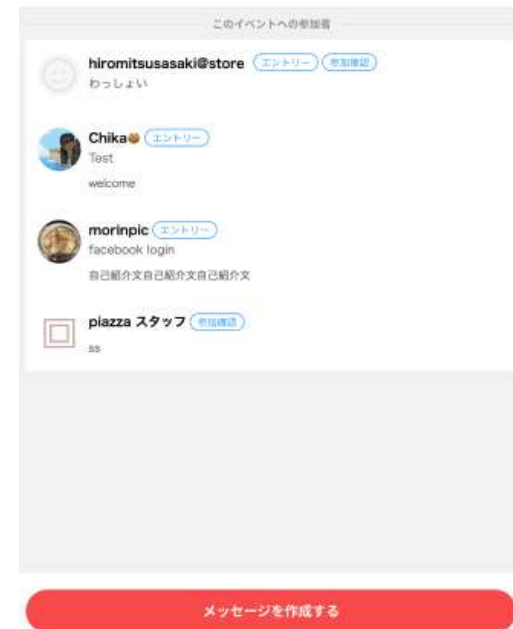 このイベントへの参加者
hiromitsusasaki@store エントリー 参加確認
わっしょい
Chika エントリー
Test
welcome
morinpic エントリー
facebook login
自己紹介文自己紹介文自己紹介文
piazza スタッフ 参加確認
ss
メッセージを作成する